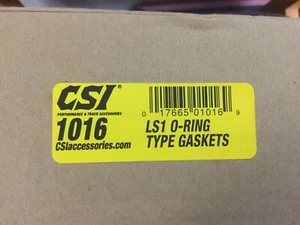 CSI®
PERFORMANCE & TRUCK ACCESSORIES
1016
CSIaccessories.com
0 17665 01016 9
LS1 O-RING
TYPE GASKETS